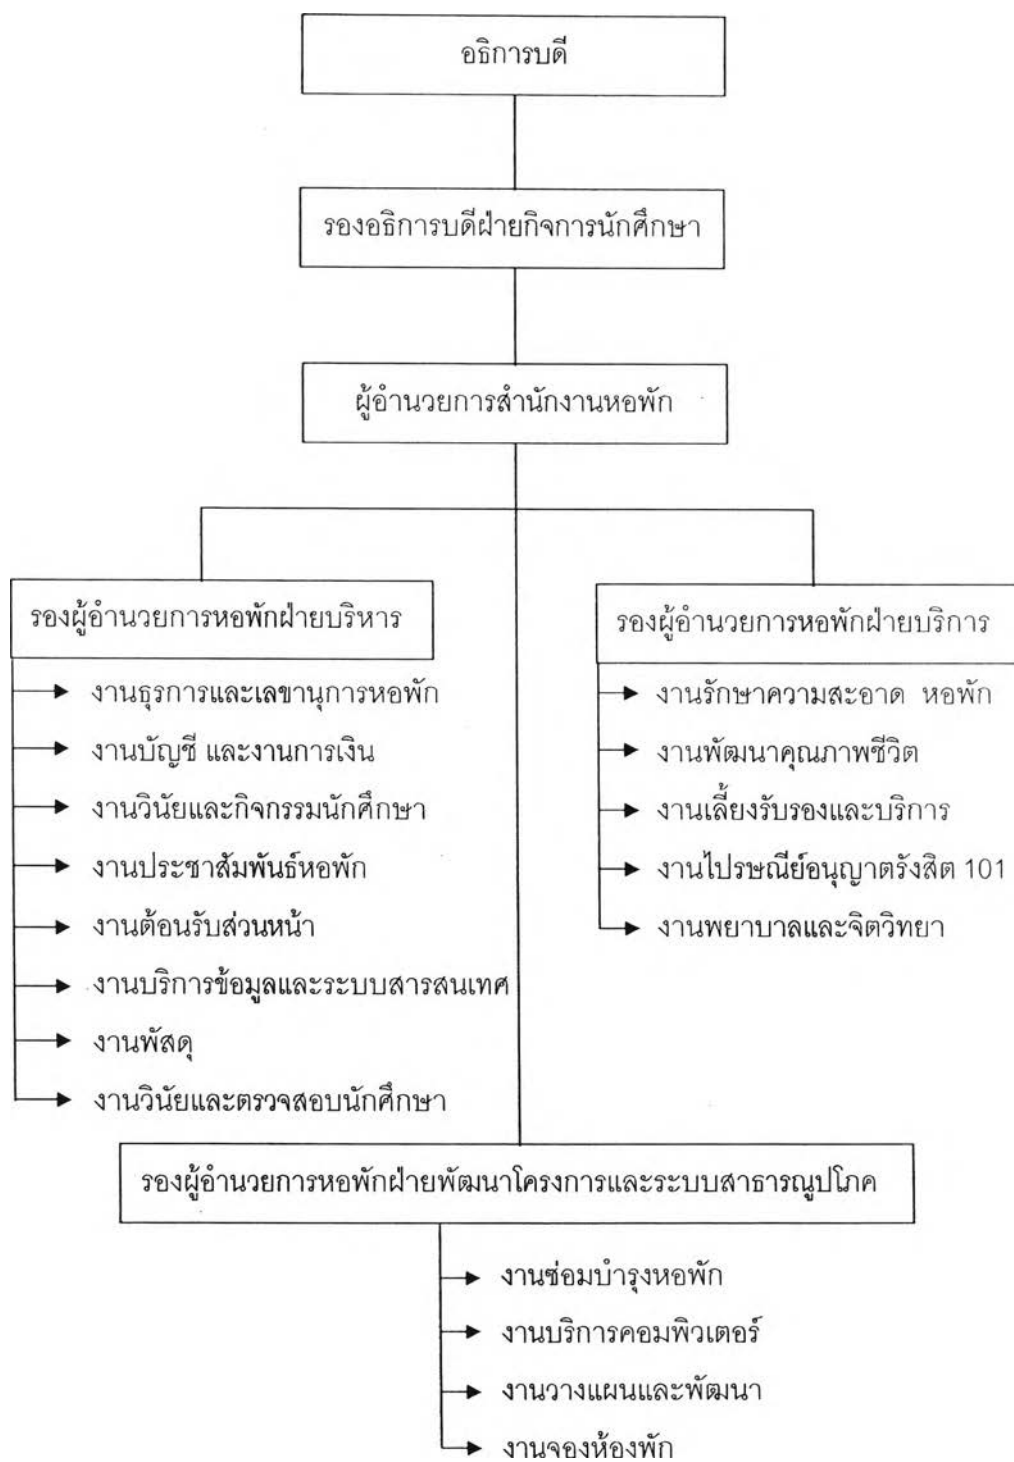 อธิการบดี
รองอธิการบดีฝ่ายกิจการนักศึกษา
ผู้อำนวยการสำนักงานหอพัก
รองผู้อำนวยการหอพักฝ่ายบริหาร
งานธุรการและเลขานุการหอพัก
งานบัญชี และงานการเงิน
งานวินัยและกิจกรรมนักศึกษา
งานประชาสัมพันธ์หอพัก
งานต้อนรับส่วนหน้า
งานบริการข้อมูลและระบบสารสนเทศ
งานพัสดุ
งานวินัยและตรวจสอบนักศึกษา
รองผู้อำนวยการหอพักฝ่ายบริการ
งานรักษาความสะอาด หอพัก
งานพัฒนาคุณภาพชีวิต
งานเลี้ยงรับรองและบริการ
งานไปรษณีย์อนุญาตรังสิต 101
งานพยาบาลและจิตวิทยา
รองผู้อำนวยการหอพักฝ่ายพัฒนาโครงการและระบบสาธารณูปโภค
งานซ่อมบำรุงหอพัก
งานบริการคอมพิวเตอร์
งานวางแผนและพัฒนา
งานจองห้องพัก